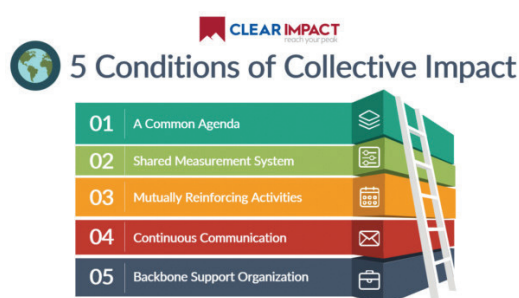 CLEAR IMPACT
reach your peak
5 Conditions of Collective Impact
01 A Common Agenda
02 Shared Measurement System
03 Mutually Reinforcing Activities
04 Continuous Communication
05 Backbone Support Organization